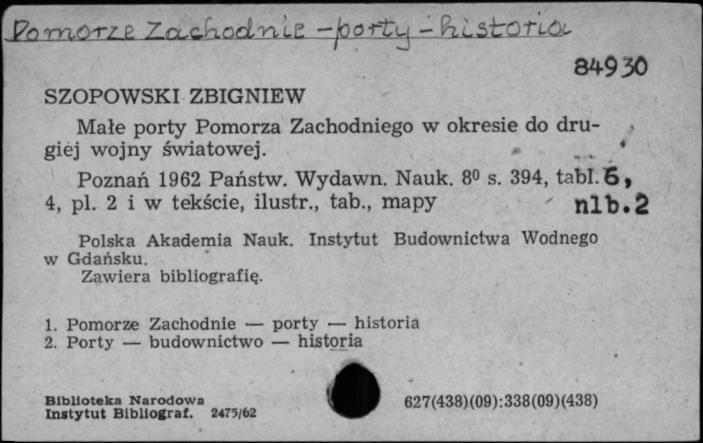 Pomorze Zachodnie - porty - historia
84930
SZOPOWSKI ZBIGNIEW
Małe porty Pomorza Zachodniego w okresie do dru-
giej wojny światowej.
Poznań 1962 Państw. Wydawn. Nauk. 8⁰ s. 394, tabl. 6,
4, pl. 2 i w tekście, ilustr., tab., mapy nlb.2
Polska Akademia Nauk. Instytut Budownictwa Wodnego
w Gdańsku.
Zawiera bibliografię.
1. Pomorze Zachodnie — porty — historia
2. Porty — budownictwo — historia
Biblioteka Narodowa
Instytut Bibliograf. 2475/62 627(438)(09):338(09)(438)